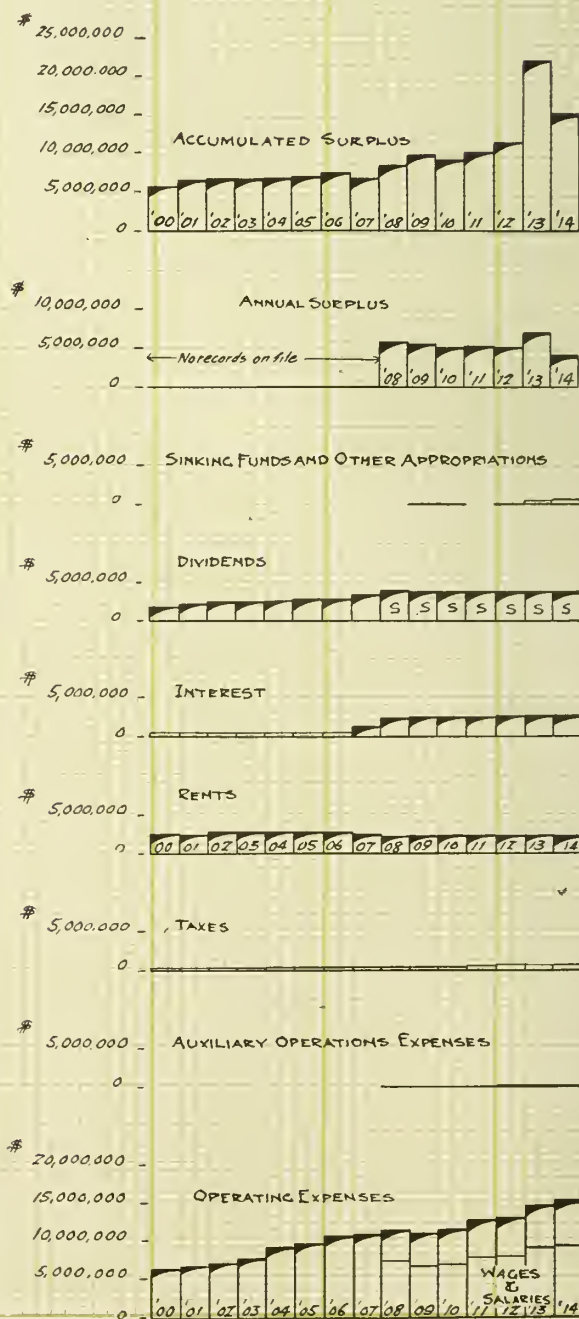 $ 25,000,000
20,000.000
15,000,000
10,000,000
ACCUMULATED SURPLUS
5,000,000
0
'00 '01 '02 '03 '04 '05 '06 '07 '08 '09 '10 '11 '12 '13 '14
$ 10,000,000
ANNUAL SURPLUS
5,000,000
No records on file
0
'08 '09 '10 '11 '12 '13 '14
$ 5,000,000 SINKING FUNDS AND OTHER APPROPRIATIONS
0
$ 5,000,000
DIVIDENDS
0
S S S S S S S
$ 5,000,000
INTEREST
0
$ 5,000,000
RENTS
0
00 01 02 03 04 05 06 07 08 09 10 11 12 13 14
$ 5,000.000
TAXES
0
$ 5,000,000 AUXILIARY OPERATIONS EXPENSES
0
$ 20,000,000
15,000,000
OPERATING EXPENSES
10,000,000
5,000,000
WAGES
&
SALARIES
0
'00 '01 '02 '03 '04 '05 '06 '07 '08 '09 '10 '11 '12 '13 '14